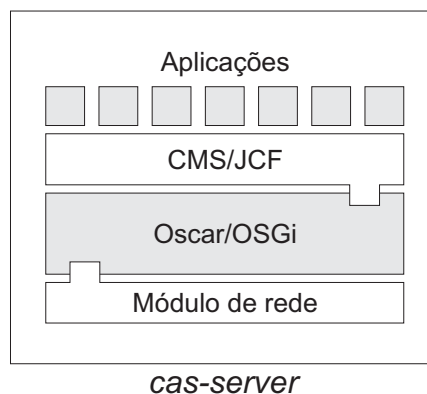 Aplicações
CMS/JCF
Oscar/OSGi
Módulo de rede
cas-server